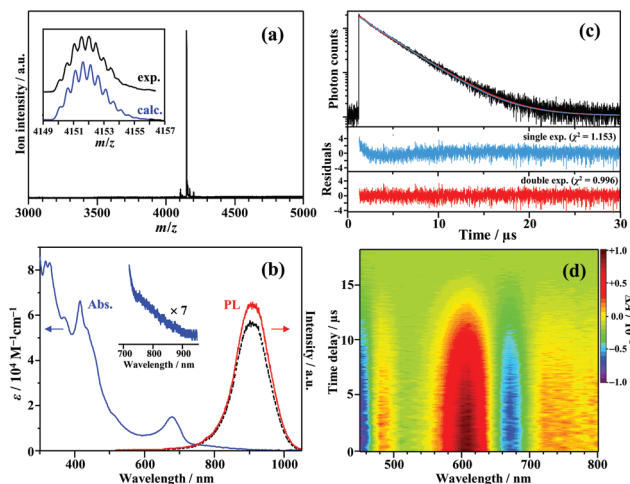 (a)
exp.
calc.
4149 4151 4153 4155 4157
m/z
Ion intensity / a.u.
3000 3500 4000 4500 5000
m/z
(c)
Photon counts
single exp. (χ² = 1.153)
4
0
-4
double exp. (χ² = 0.996)
4
0
-4
Residuals
0 5 10 20 30
Time / μs
(b)
8
6
4
2
0
ε / 10⁴ M⁻¹cm⁻¹
Abs.
× 7
700 800 900
Wavelength / nm
PL
Intensity / a.u.
400 600 800 1000
Wavelength / nm
(d)
15
10
5
0
Time delay / μs
500 600 700 800
Wavelength / nm
+1.0
+0.5
0.0
-0.5
-1.0